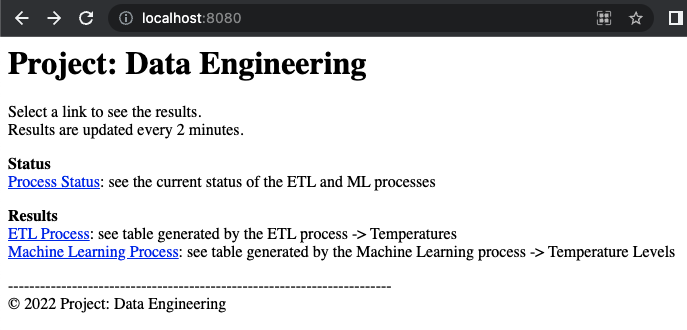 localhost:8080
Project: Data Engineering
Select a link to see the results.
Results are updated every 2 minutes.
Status
Process Status: see the current status of the ETL and ML processes
Results
ETL Process: see table generated by the ETL process -> Temperatures
Machine Learning Process: see table generated by the Machine Learning process -> Temperature Levels
------------------------------------------------------------------------
© 2022 Project: Data Engineering